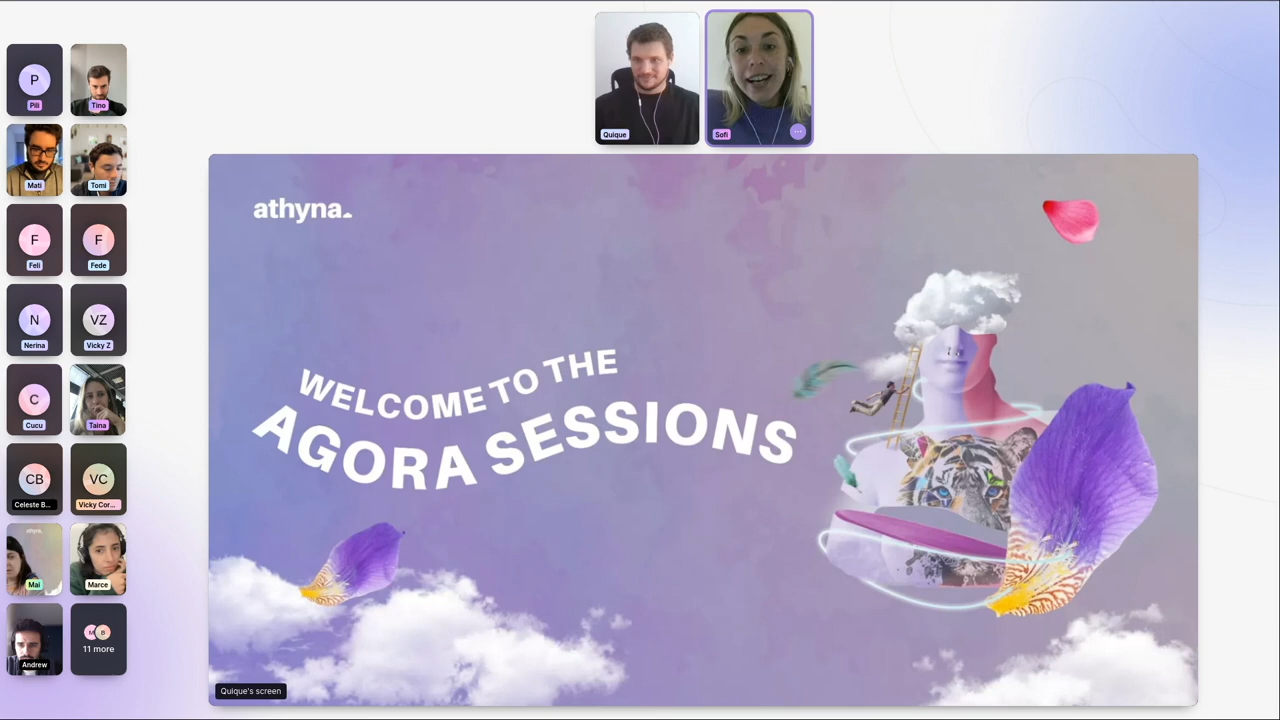 Quique
Sofi
P
Pili
Tino
Mati
Tomi
F
Feli
F
Fede
N
Nerina
VZ
Vicky Z
C
Cucu
Taina
CB
Celeste B...
VC
Vicky Cor...
athyna.
Mai
Marce
Andrew
M
B
11 more
athyna.
WELCOME TO THE
AGORA SESSIONS
Quique's screen